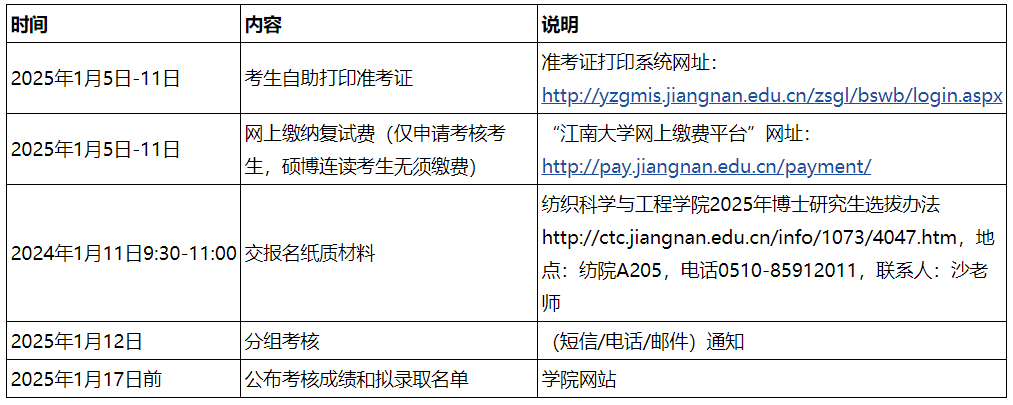 时间 内容 说明
2025年1月5日-11日 考生自助打印准考证 准考证打印系统网址：
http://yzgmis.jiangnan.edu.cn/zsgl/bswb/login.aspx
2025年1月5日-11日 网上缴纳复试费（仅申请考核考
生，硕博连读考生无须缴费） “江南大学网上缴费平台”网址：
http://pay.jiangnan.edu.cn/payment/
2024年1月11日9:30-11:00 交报名纸质材料 纺织科学与工程学院2025年博士研究生选拔办法
http://ctc.jiangnan.edu.cn/info/1073/4047.htm，地
点：纺院A205，电话0510-85912011，联系人：沙老
师
2025年1月12日 分组考核 （短信/电话/邮件）通知
2025年1月17日前 公布考核成绩和拟录取名单 学院网站